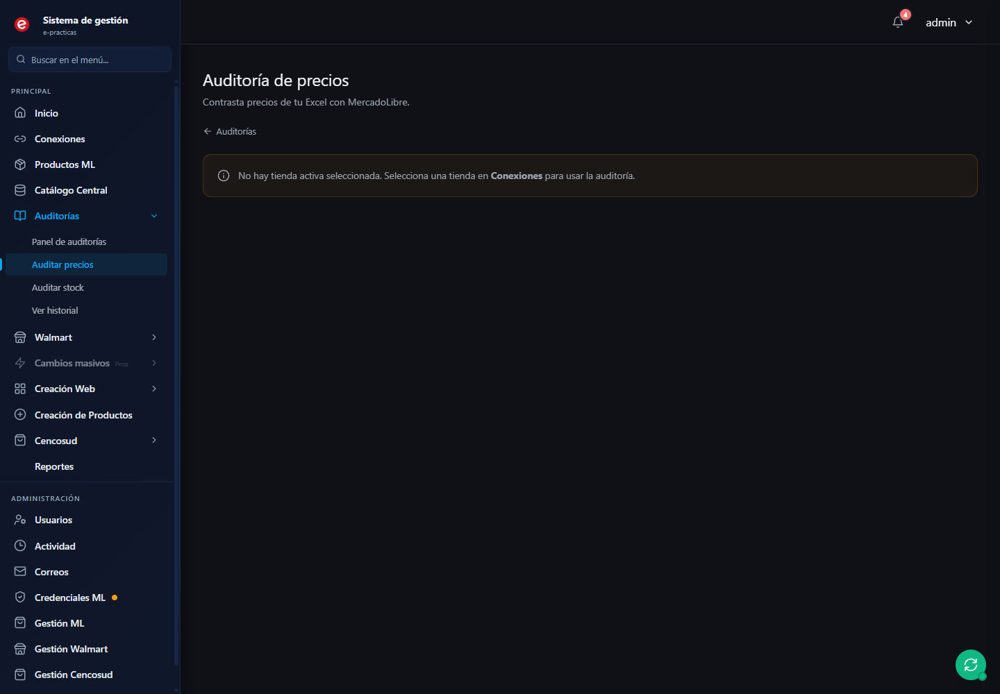 Sistema de gestión
e-practicas
Buscar en el menú...
PRINCIPAL
Inicio
Conexiones
Productos ML
Catálogo Central
Auditorías
Panel de auditorías
Auditar precios
Auditar stock
Ver historial
Walmart
Cambios masivos Prox
Creación Web
Creación de Productos
Cencosud
Reportes
ADMINISTRACIÓN
Usuarios
Actividad
Correos
Credenciales ML
Gestión ML
Gestión Walmart
Gestión Cencosud
4
admin
Auditoría de precios
Contrasta precios de tu Excel con MercadoLibre.
← Auditorías
No hay tienda activa seleccionada. Selecciona una tienda en Conexiones para usar la auditoría.